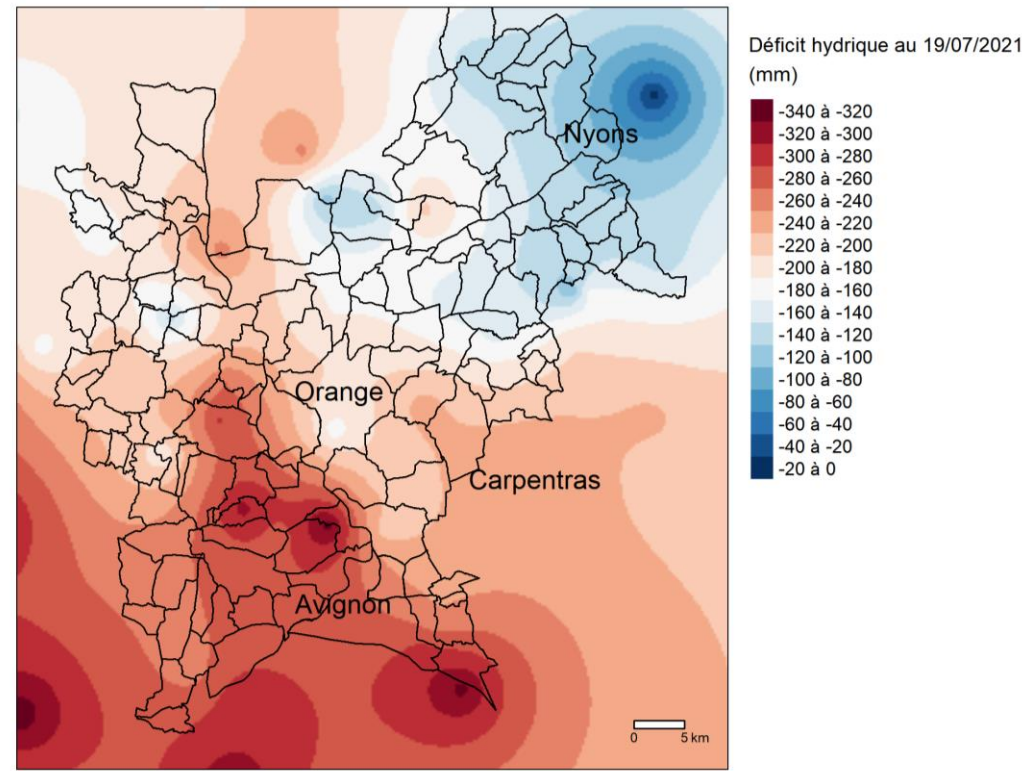 Déficit hydrique au 19/07/2021
(mm)
-340 à -320
-320 à -300
-300 à -280
-280 à -260
-260 à -240
-240 à -220
-220 à -200
-200 à -180
-180 à -160
-160 à -140
-140 à -120
-120 à -100
-100 à -80
-80 à -60
-60 à -40
-40 à -20
-20 à 0
Nyons
Orange
Carpentras
Avignon
0 5 km